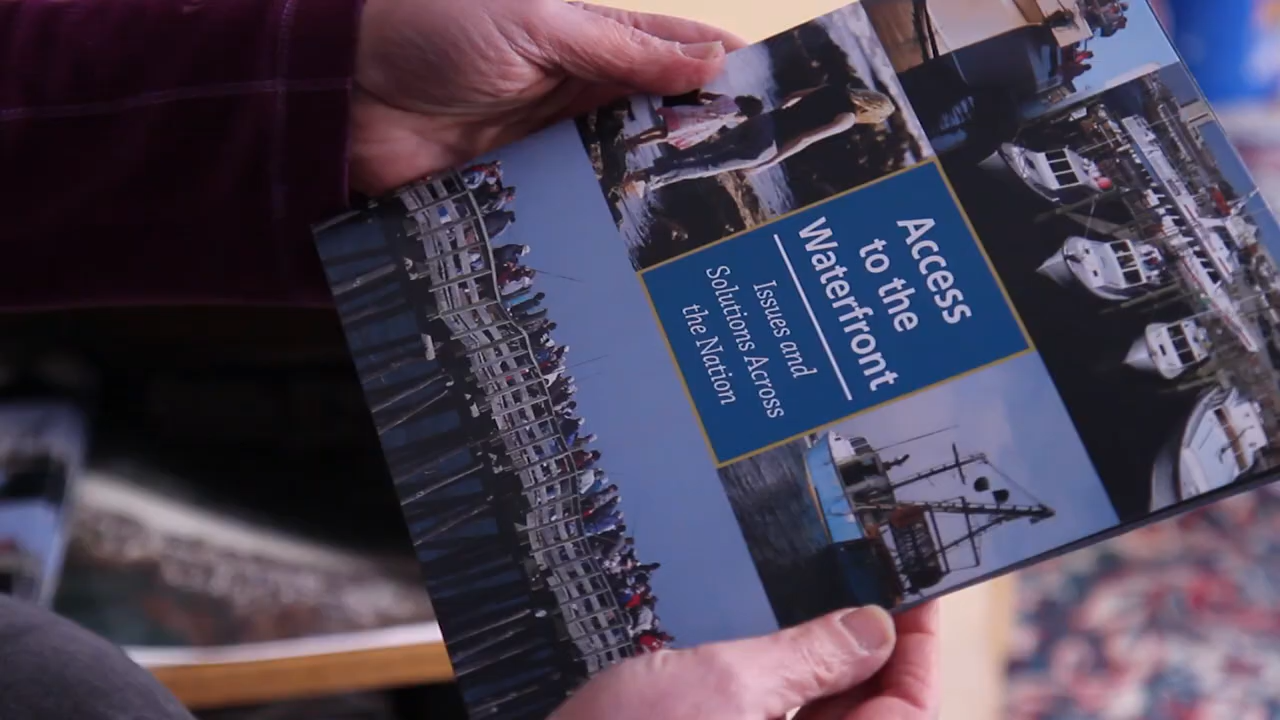 Access
to the
Waterfront
Issues and
Solutions Across
the Nation